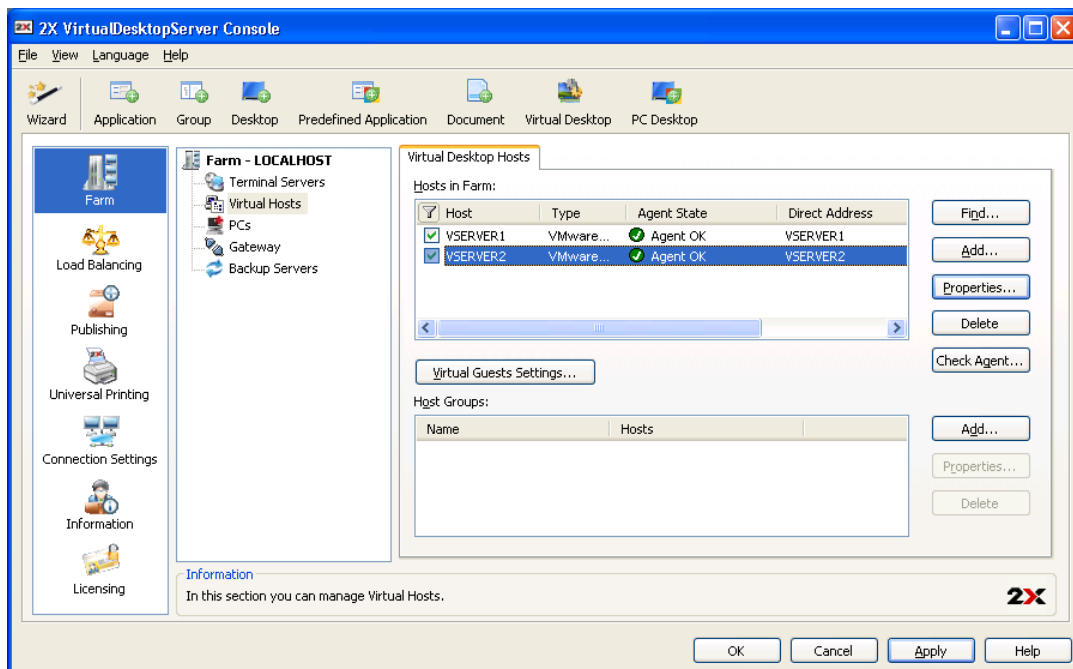 2X VirtualDesktopServer Console
File View Language Help
Wizard Application Group Desktop Predefined Application Document Virtual Desktop PC Desktop
Farm
Load Balancing
Publishing
Universal Printing
Connection Settings
Information
Licensing
Farm - LOCALHOST
Terminal Servers
Virtual Hosts
PCs
Gateway
Backup Servers
Virtual Desktop Hosts
Hosts in Farm:
Host Type Agent State Direct Address
VSERVER1 VMware... Agent OK VSERVER1
VSERVER2 VMware... Agent OK VSERVER2
Find...
Add...
Properties...
Delete
Check Agent...
Virtual Guests Settings...
Host Groups:
Name Hosts
Add...
Properties...
Delete
Information
In this section you can manage Virtual Hosts.
2X
OK Cancel Apply Help